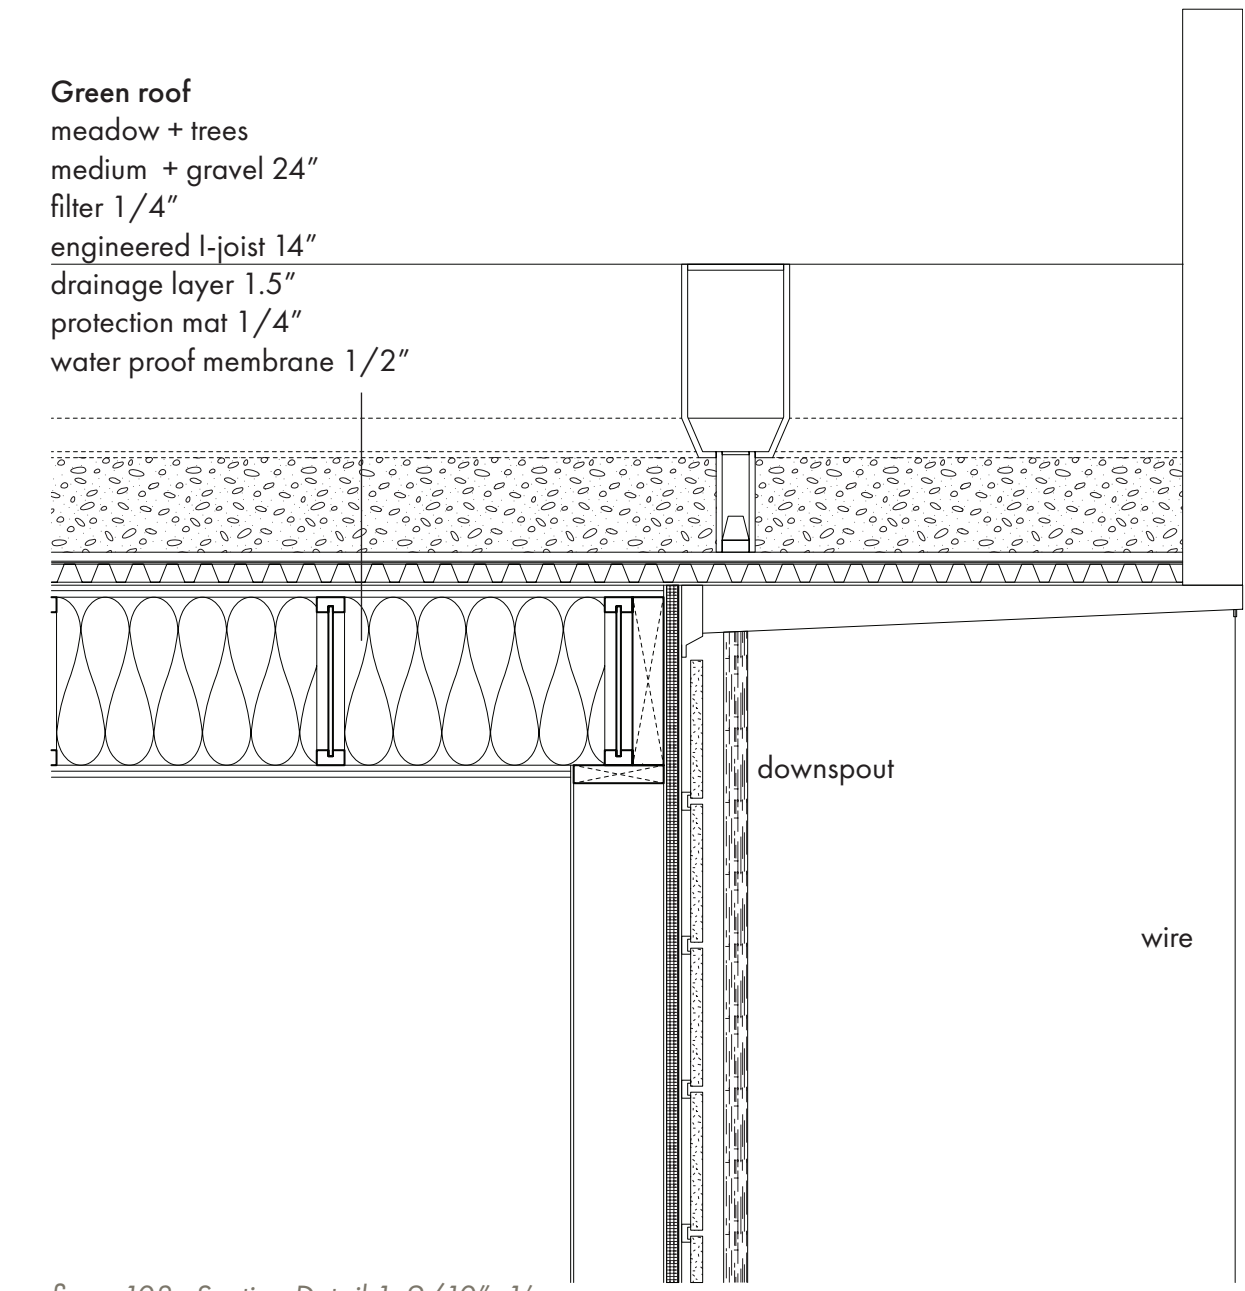 Green roof
meadow + trees
medium + gravel 24”
filter 1/4”
engineered I-joist 14”
drainage layer 1.5”
protection mat 1/4”
water proof membrane 1/2”
downspout
wire